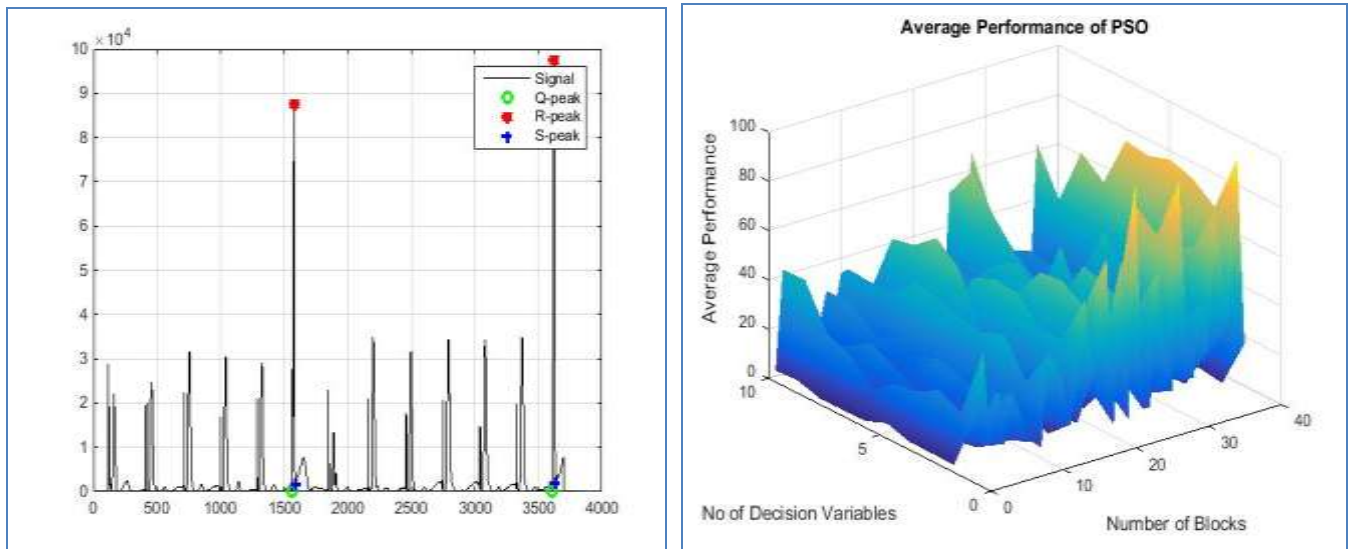 10 ×10⁴
9
8
7
6
5
4
3
2
1
0
0 500 1000 1500 2000 2500 3000 3500 4000
Signal
Q-peak
R-peak
S-peak
Average Performance of PSO
Average Performance
100
80
60
40
20
0
10 5 0
No of Decision Variables
0 10 20 30 40
Number of Blocks